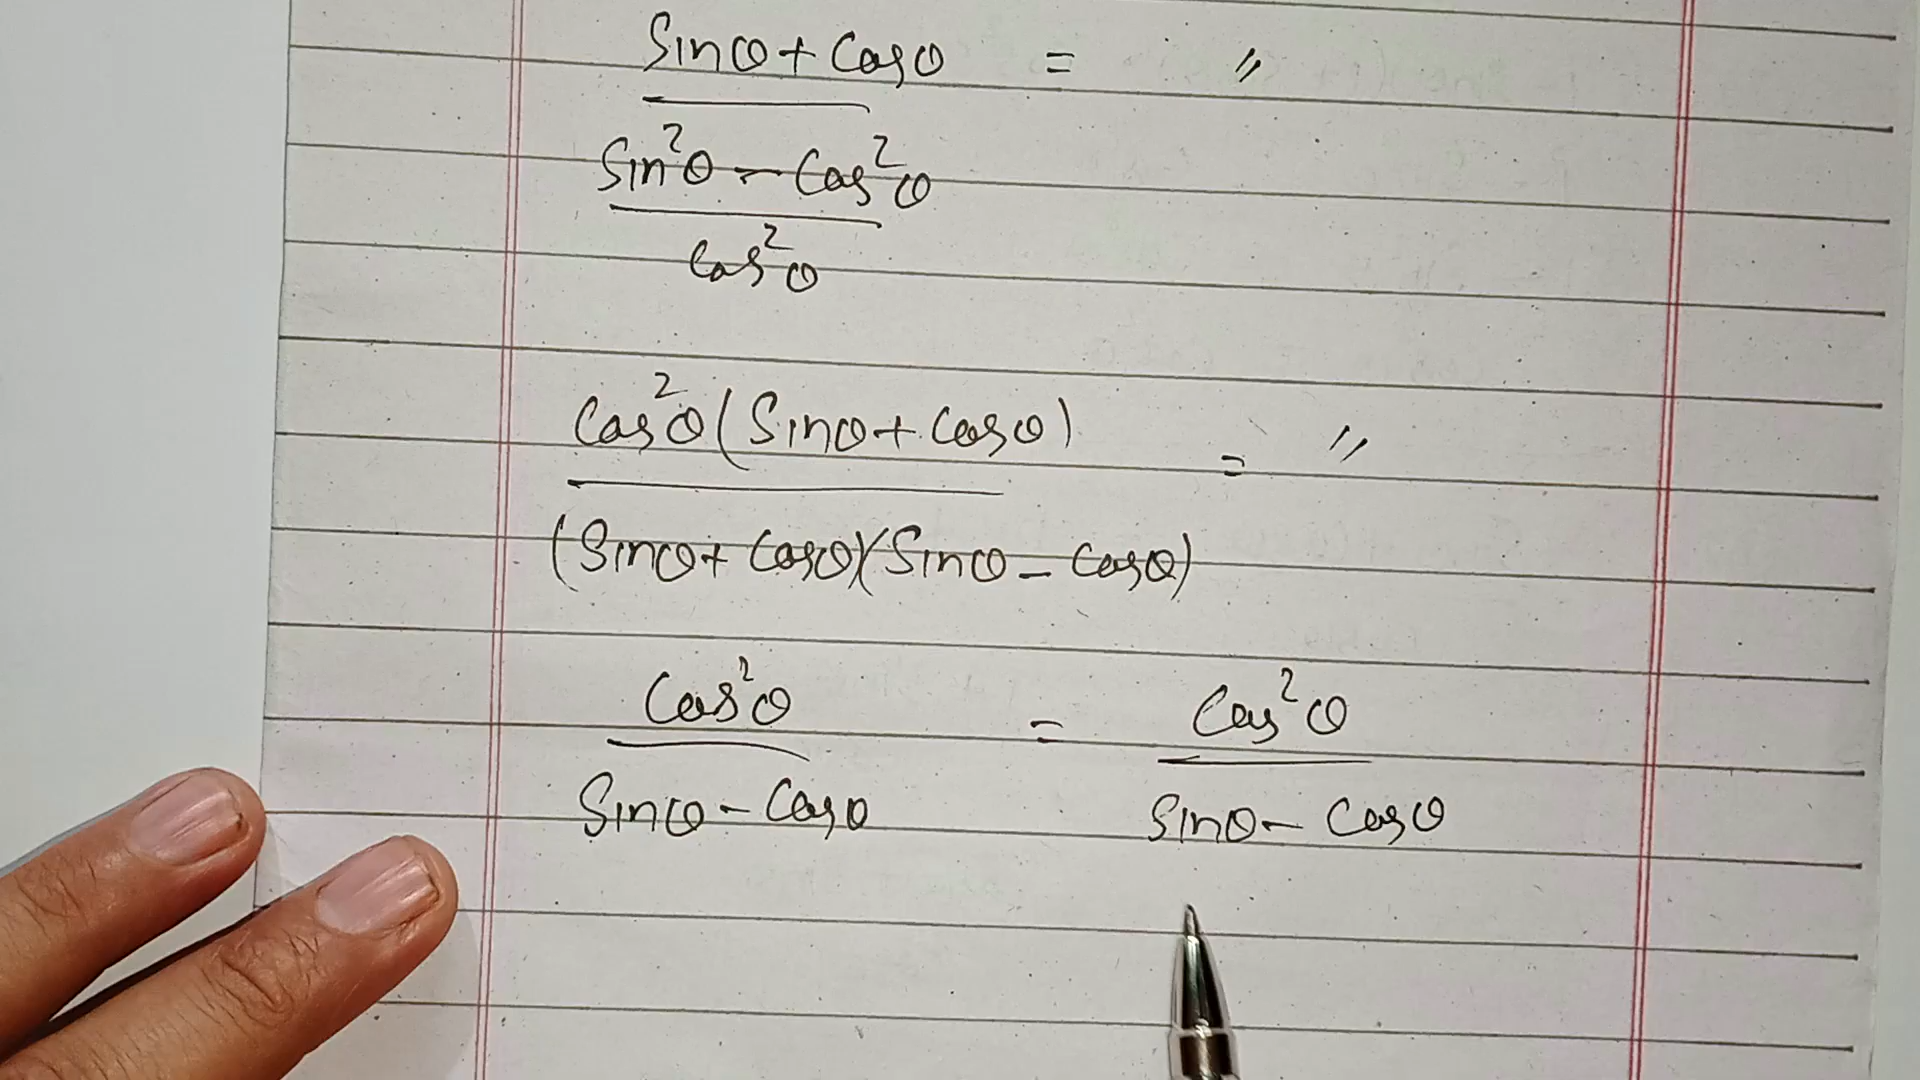 Sinθ + Cosθ = "
Sin²θ - Cos²θ
Cos²θ
Cos²θ (Sinθ + Cosθ) = "
(Sinθ + Cosθ)(Sinθ - Cosθ)
Cos²θ = Cos²θ
Sinθ - Cosθ Sinθ - Cosθ